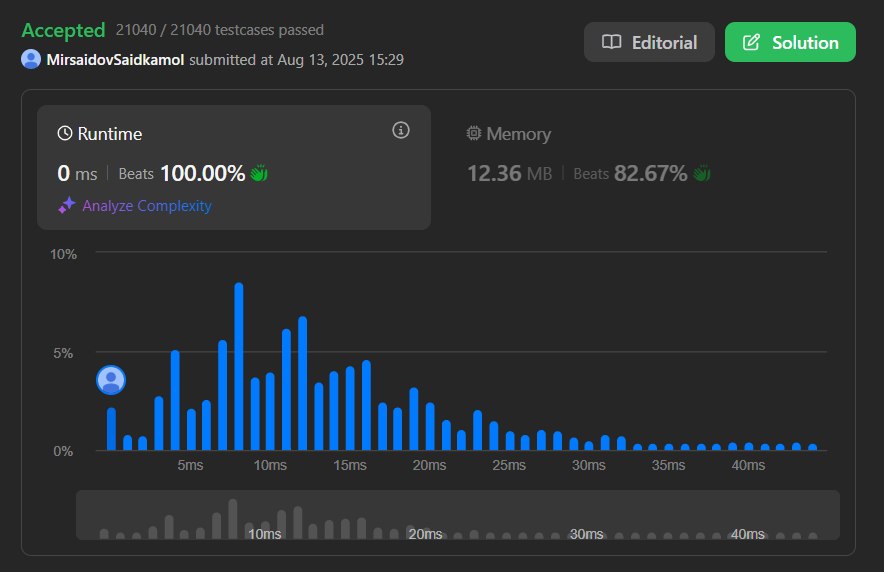 Accepted 21040 / 21040 testcases passed
Editorial
Solution
MirsaidovSaidkamol submitted at Aug 13, 2025 15:29
Runtime
0 ms | Beats 100.00%
Analyze Complexity
Memory
12.36 MB | Beats 82.67%
10%
5%
0%
5ms 10ms 15ms 20ms 25ms 30ms 35ms 40ms
10ms 20ms 30ms 40ms